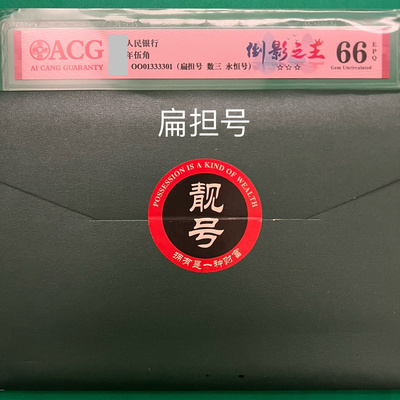 ACG
AI CANG GUARANTY
人民银行
年伍角
OO01333301（扁担号 数三 永恒号）
倒影之王
☆☆☆
66 EPQ
Gem Uncirculated
扁担号
POSSESSION IS A KIND OF WEALTH
靓号
拥有是一种财富